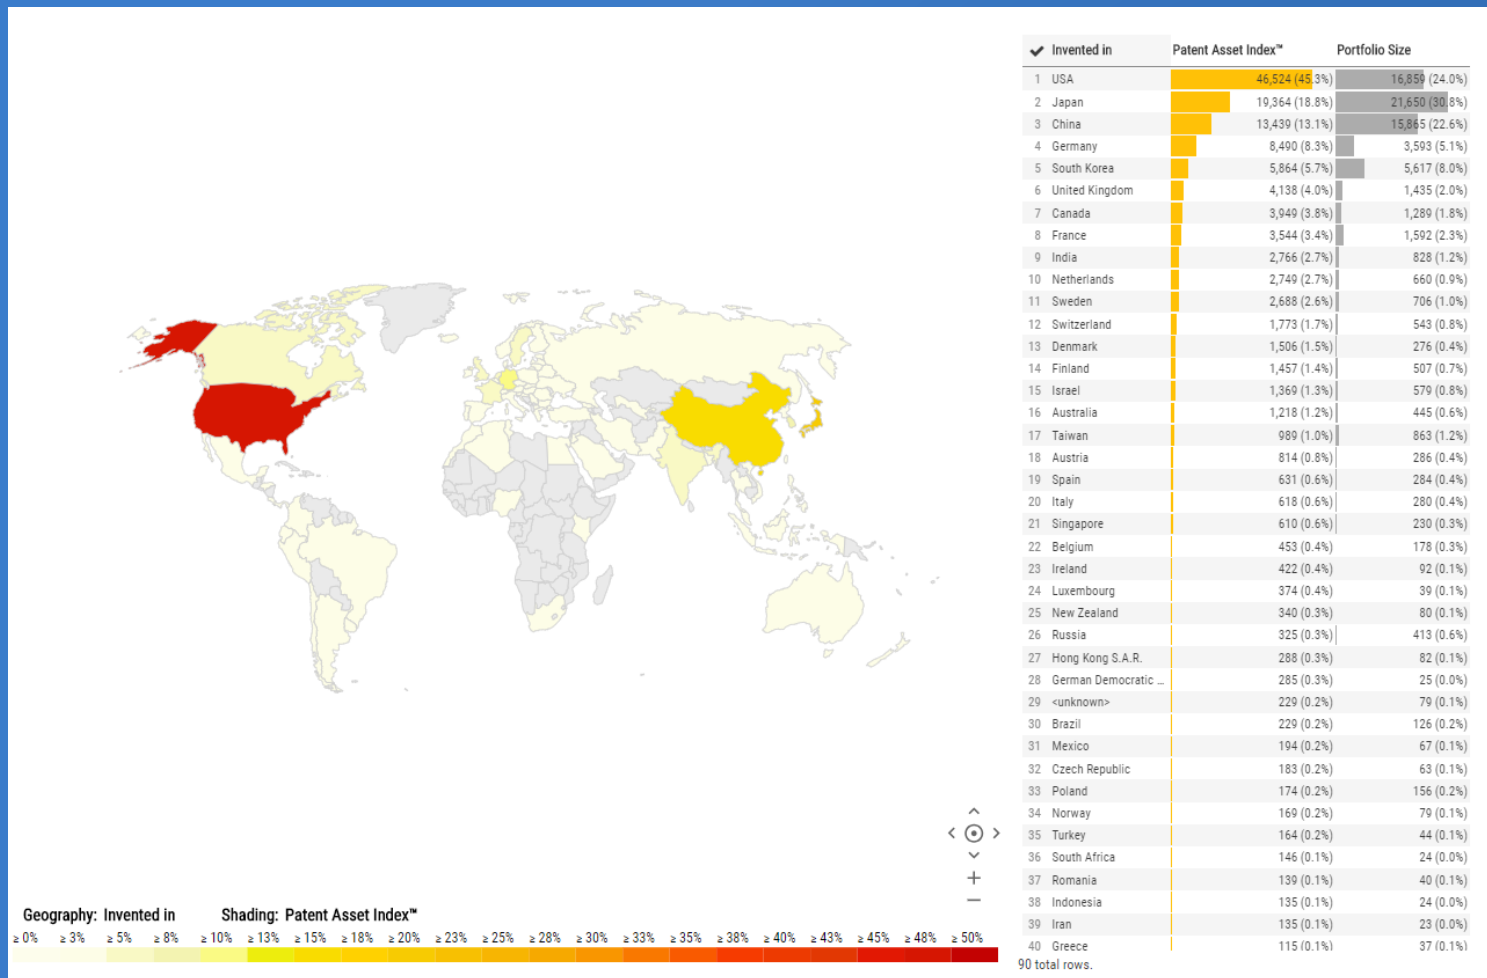 Invented in Patent Asset Index™ Portfolio Size
1 USA 46,524 (45.3%) 16,859 (24.0%)
2 Japan 19,364 (18.8%) 21,650 (30.8%)
3 China 13,439 (13.1%) 15,865 (22.6%)
4 Germany 8,490 (8.3%) 3,593 (5.1%)
5 South Korea 5,864 (5.7%) 5,617 (8.0%)
6 United Kingdom 4,138 (4.0%) 1,435 (2.0%)
7 Canada 3,949 (3.8%) 1,289 (1.8%)
8 France 3,544 (3.4%) 1,592 (2.3%)
9 India 2,766 (2.7%) 828 (1.2%)
10 Netherlands 2,749 (2.7%) 660 (0.9%)
11 Sweden 2,688 (2.6%) 706 (1.0%)
12 Switzerland 1,773 (1.7%) 543 (0.8%)
13 Denmark 1,506 (1.5%) 276 (0.4%)
14 Finland 1,457 (1.4%) 507 (0.7%)
15 Israel 1,369 (1.3%) 579 (0.8%)
16 Australia 1,218 (1.2%) 445 (0.6%)
17 Taiwan 989 (1.0%) 863 (1.2%)
18 Austria 814 (0.8%) 286 (0.4%)
19 Spain 631 (0.6%) 284 (0.4%)
20 Italy 618 (0.6%) 280 (0.4%)
21 Singapore 610 (0.6%) 230 (0.3%)
22 Belgium 453 (0.4%) 178 (0.3%)
23 Ireland 422 (0.4%) 92 (0.1%)
24 Luxembourg 374 (0.4%) 39 (0.1%)
25 New Zealand 340 (0.3%) 80 (0.1%)
26 Russia 325 (0.3%) 413 (0.6%)
27 Hong Kong S.A.R. 288 (0.3%) 82 (0.1%)
28 German Democratic ... 285 (0.3%) 25 (0.0%)
29 <unknown> 229 (0.2%) 79 (0.1%)
30 Brazil 229 (0.2%) 126 (0.2%)
31 Mexico 194 (0.2%) 67 (0.1%)
32 Czech Republic 183 (0.2%) 63 (0.1%)
33 Poland 174 (0.2%) 156 (0.2%)
34 Norway 169 (0.2%) 79 (0.1%)
35 Turkey 164 (0.2%) 44 (0.1%)
36 South Africa 146 (0.1%) 24 (0.0%)
37 Romania 139 (0.1%) 40 (0.1%)
38 Indonesia 135 (0.1%) 24 (0.0%)
39 Iran 135 (0.1%) 23 (0.0%)
40 Greece 115 (0.1%) 37 (0.1%)
90 total rows.
Geography: Invented in Shading: Patent Asset Index™
≥ 0% ≥ 3% ≥ 5% ≥ 8% ≥ 10% ≥ 13% ≥ 15% ≥ 18% ≥ 20% ≥ 23% ≥ 25% ≥ 28% ≥ 30% ≥ 33% ≥ 35% ≥ 38% ≥ 40% ≥ 43% ≥ 45% ≥ 48% ≥ 50%